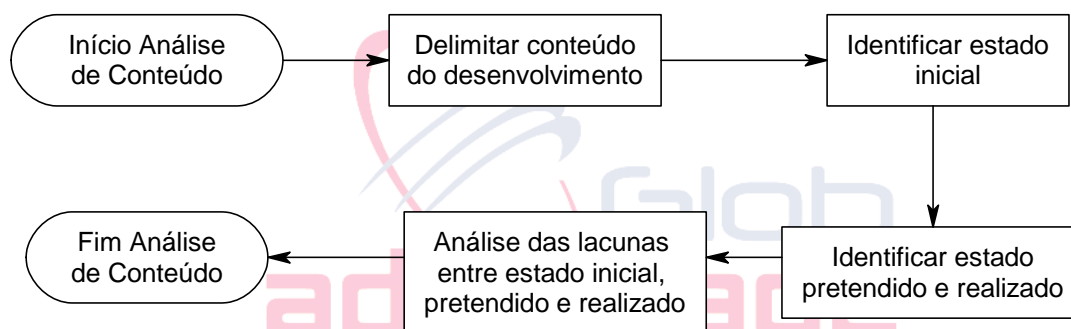 Início Análise
de Conteúdo
Delimitar conteúdo
do desenvolvimento
Identificar estado
inicial
Identificar estado
pretendido e realizado
Análise das lacunas
entre estado inicial,
pretendido e realizado
Fim Análise
de Conteúdo
Glob